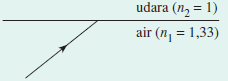 udara (n₂ = 1)
air (n₁ = 1,33)